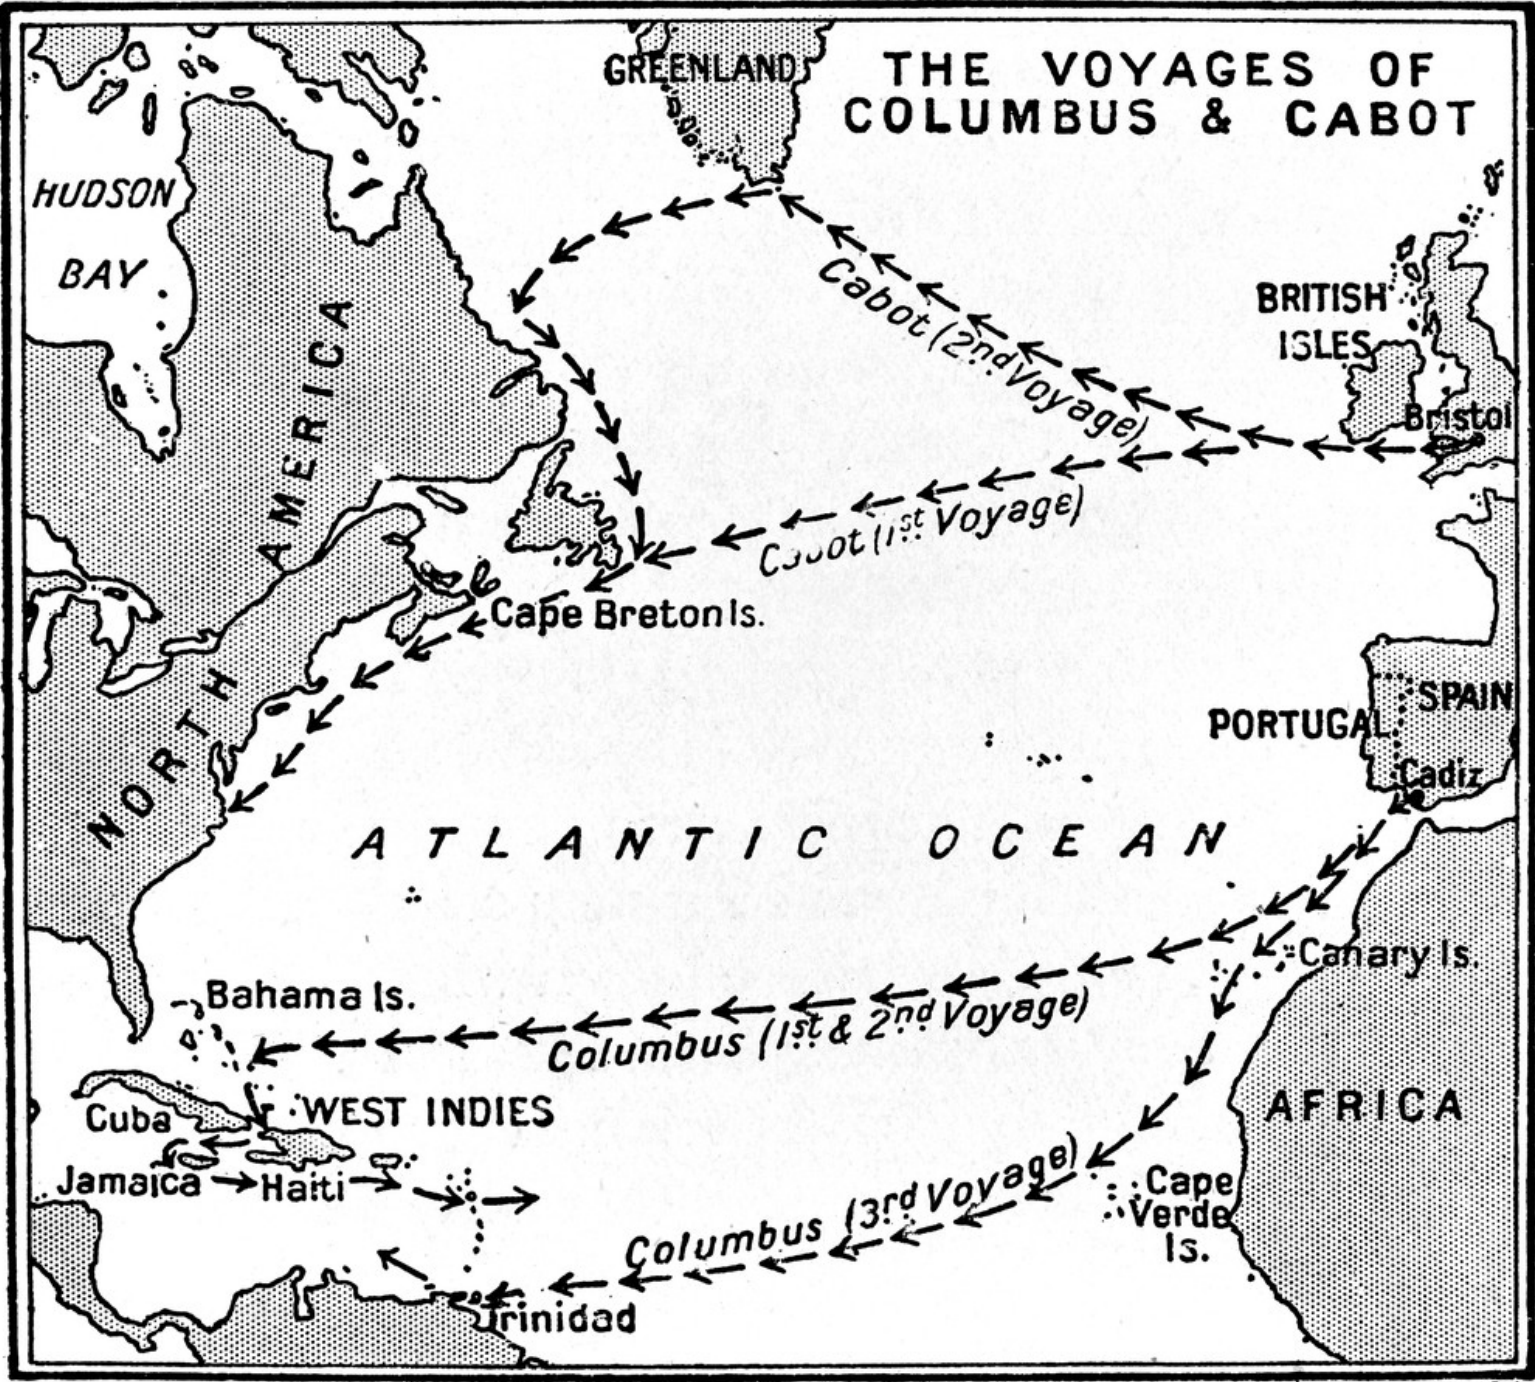 THE VOYAGES OF
COLUMBUS & CABOT
GREENLAND
HUDSON
BAY
BRITISH
ISLES
Bristol
Cabot (2nd Voyage)
Cabot (1st Voyage)
NORTH AMERICA
Cape Breton Is.
PORTUGAL
SPAIN
Cadiz
ATLANTIC OCEAN
Canary Is.
Bahama Is.
Columbus (1st & 2nd Voyage)
WEST INDIES
Cuba
Jamaica
Haiti
AFRICA
Cape
Verde
Is.
Columbus (3rd Voyage)
Trinidad